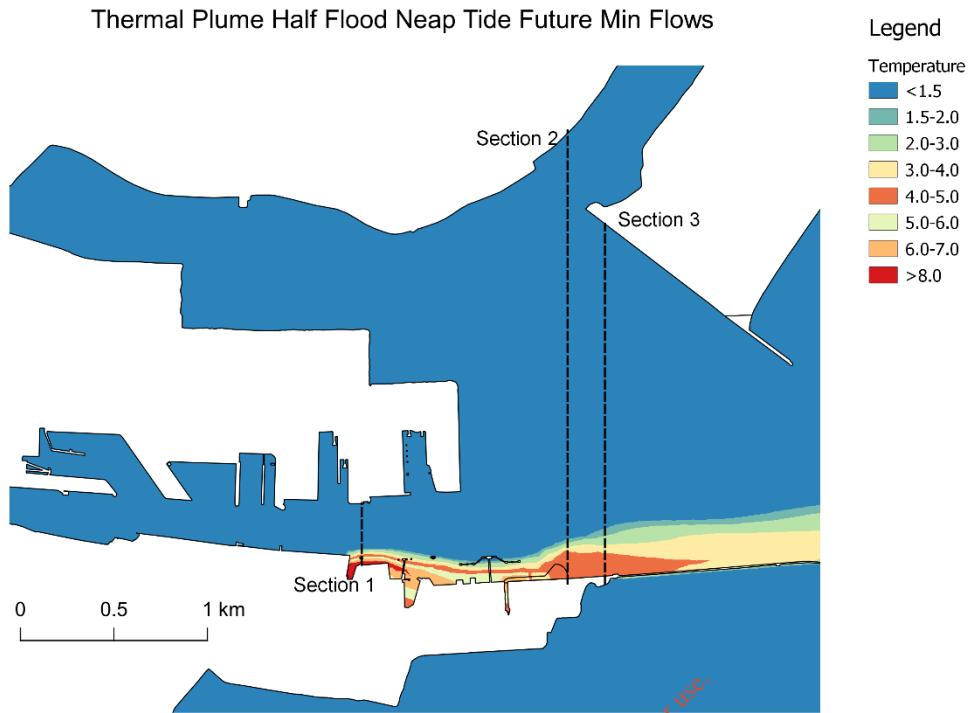 Thermal Plume Half Flood Neap Tide Future Min Flows
Legend
Temperature
<1.5
1.5-2.0
2.0-3.0
3.0-4.0
4.0-5.0
5.0-6.0
6.0-7.0
>8.0
Section 2
Section 3
Section 1
0 0.5 1 km
use.